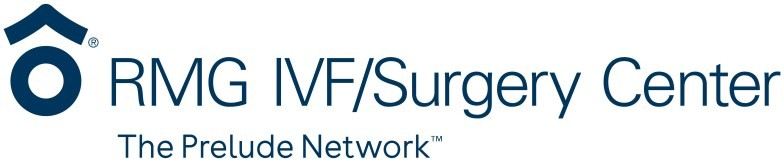 ® RMG IVF/Surgery Center
The Prelude Network™